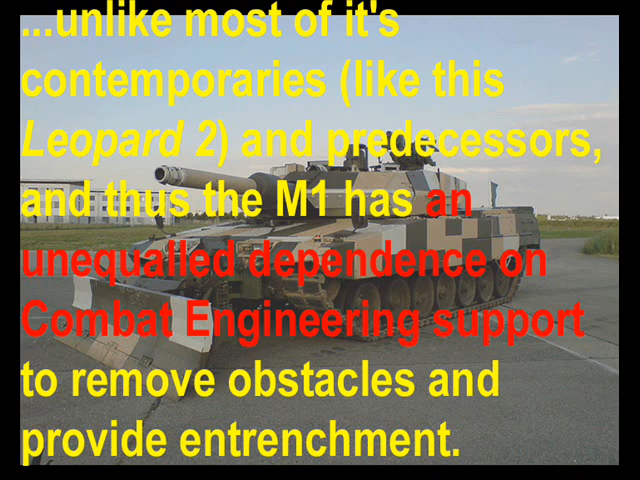 ...unlike most of it's
contemporaries (like this
Leopard 2) and predecessors,
and thus the M1 has an
unequalled dependence on
Combat Engineering support
to remove obstacles and
provide entrenchment.